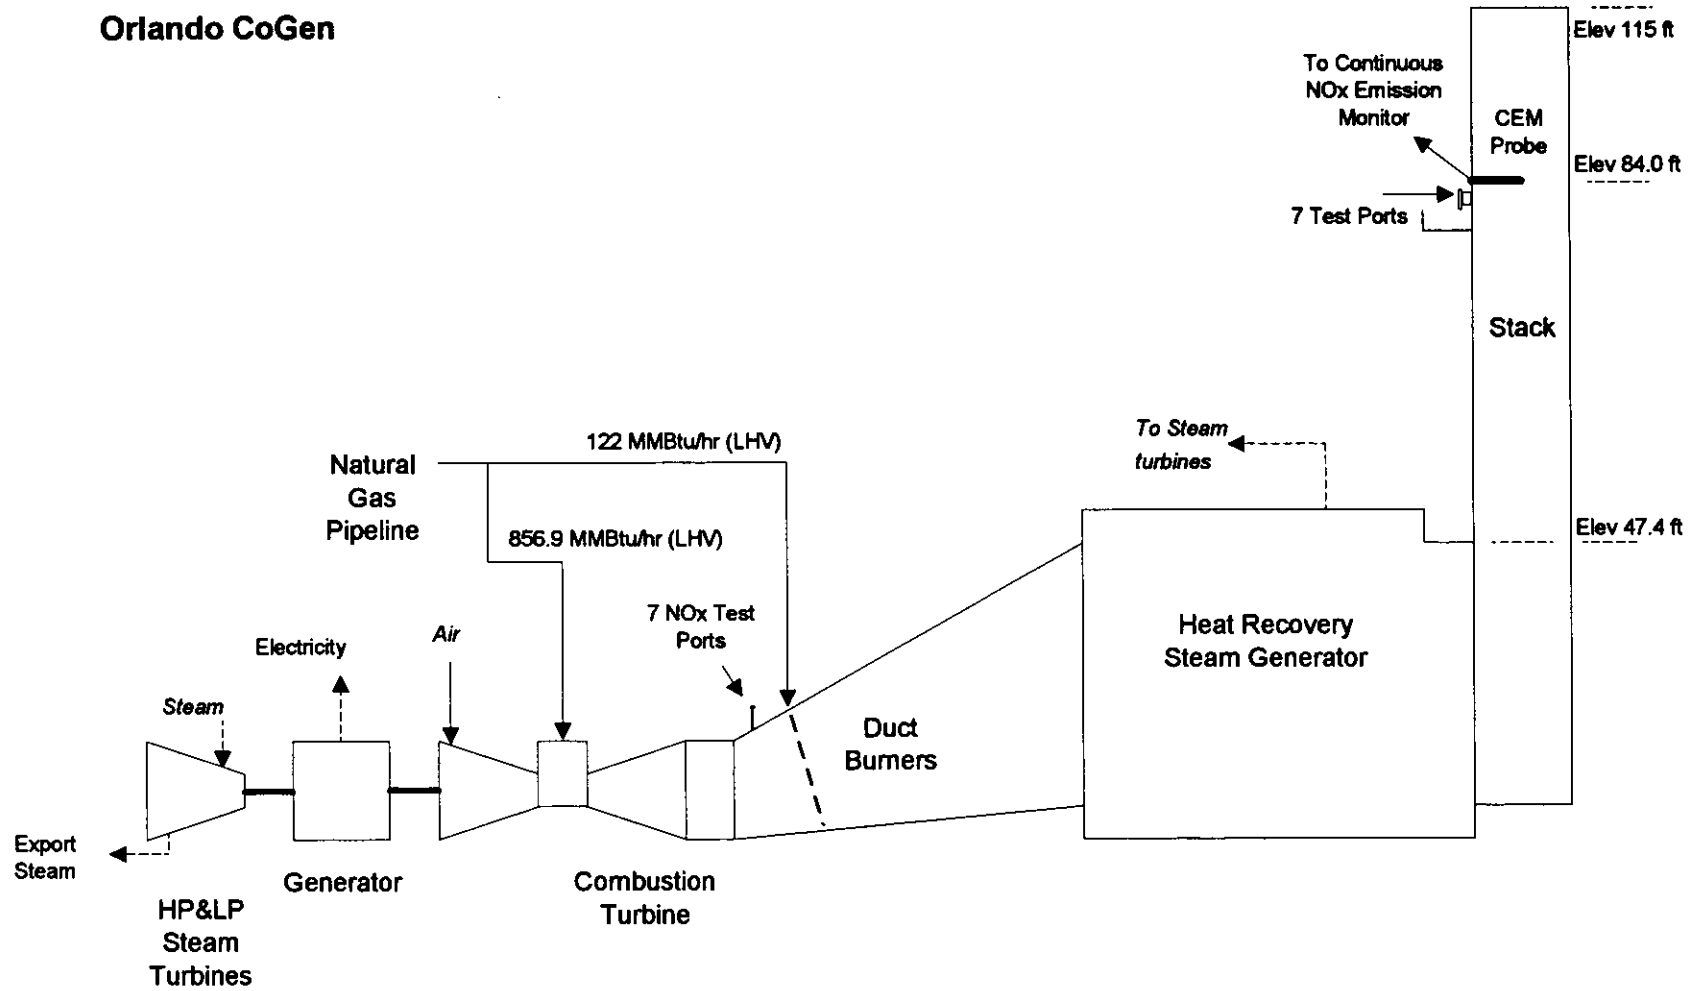 Orlando CoGen
Elev 115 ft
To Continuous
NOx Emission
Monitor
CEM
Probe
Elev 84.0 ft
7 Test Ports
Stack
122 MMBtu/hr (LHV)
To Steam
turbines
Natural
Gas
Pipeline
856.9 MMBtu/hr (LHV)
Elev 47.4 ft
7 NOx Test
Ports
Heat Recovery
Steam Generator
Electricity
Air
Steam
Duct
Burners
Export
Steam
Generator
Combustion
Turbine
HP&LP
Steam
Turbines